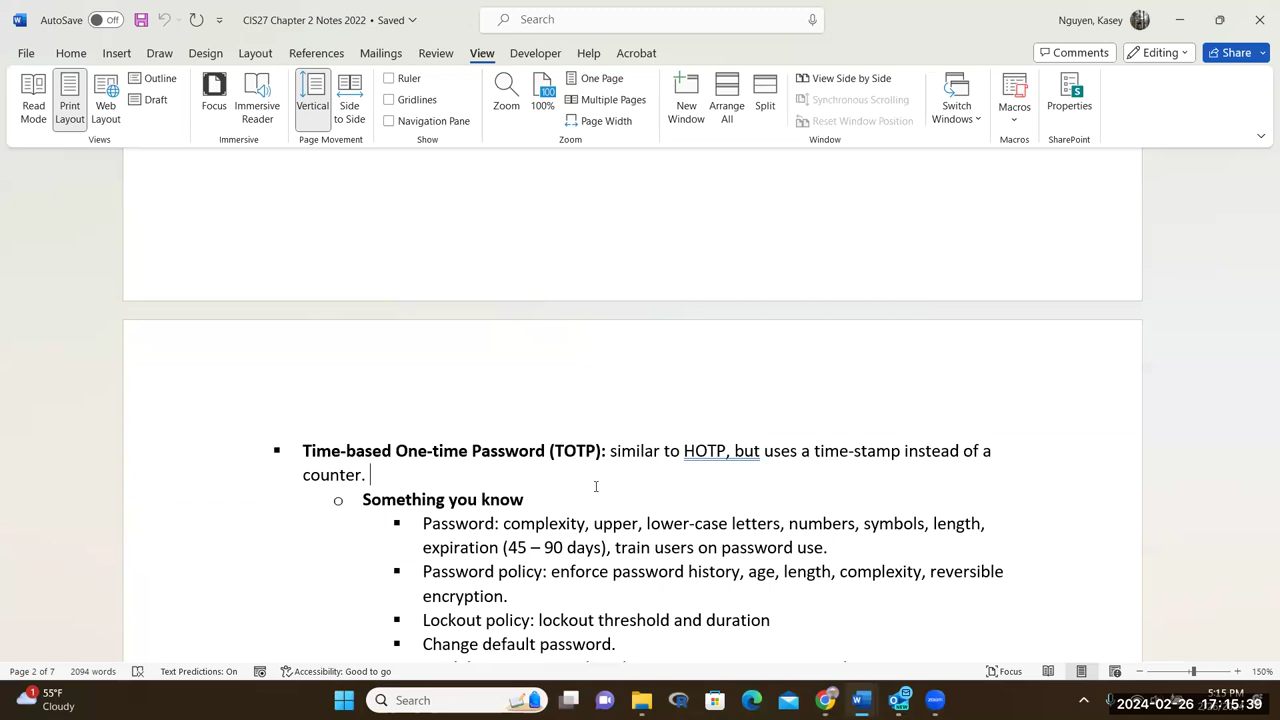 AutoSave Off CIS27 Chapter 2 Notes 2022 • Saved Search Nguyen, Kasey
File Home Insert Draw Design Layout References Mailings Review View Developer Help Acrobat Comments Editing Share
Read Mode Print Layout Web Layout Outline Draft Focus Immersive Reader Vertical Side to Side Ruler Gridlines Navigation Pane Zoom 100% One Page Multiple Pages Page Width New Window Arrange All Split View Side by Side Synchronous Scrolling Reset Window Position Switch Windows Macros Properties
Views Immersive Page Movement Show Zoom Window Macros SharePoint
▪ Time-based One-time Password (TOTP): similar to HOTP, but uses a time-stamp instead of a
counter.
o Something you know
▪ Password: complexity, upper, lower-case letters, numbers, symbols, length,
expiration (45 – 90 days), train users on password use.
▪ Password policy: enforce password history, age, length, complexity, reversible
encryption.
▪ Lockout policy: lockout threshold and duration
▪ Change default password.
Page 2 of 7 2094 words Text Predictions: On Accessibility: Good to go Focus 150%
1 55°F Search 5:15 PM
Cloudy 2024-02-26 17:15:39